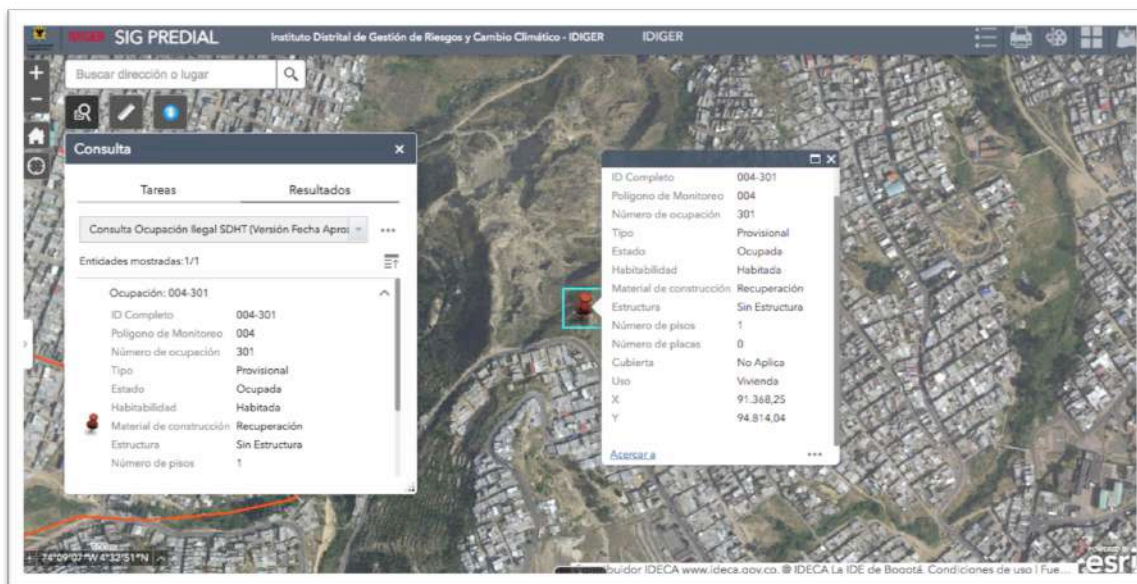 IDIGER SIG PREDIAL Instituto Distrital de Gestión de Riesgos y Cambio Climático - IDIGER IDIGER
Buscar dirección o lugar
Consulta
Tareas Resultados
Consulta Ocupación Ilegal SDHT (Versión Fecha Apro
Entidades mostradas:1/1
Ocupación: 004-301
ID Completo 004-301
Polígono de Monitoreo 004
Número de ocupación 301
Tipo Provisional
Estado Ocupada
Habitabilidad Habitada
Material de construcción Recuperación
Estructura Sin Estructura
Número de pisos 1
ID Completo 004-301
Polígono de Monitoreo 004
Número de ocupación 301
Tipo Provisional
Estado Ocupada
Habitabilidad Habitada
Material de construcción Recuperación
Estructura Sin Estructura
Número de pisos 1
Número de placas 0
Cubierta No Aplica
Uso Vivienda
X 91.368,25
Y 94.814,04
Acercar a
74°09'07"W 4°32'51"N
buidor IDECA www.ideca.gov.co. @ IDECA La IDE de Bogotá. Condiciones de uso | Fue...
POWERED BY
esri